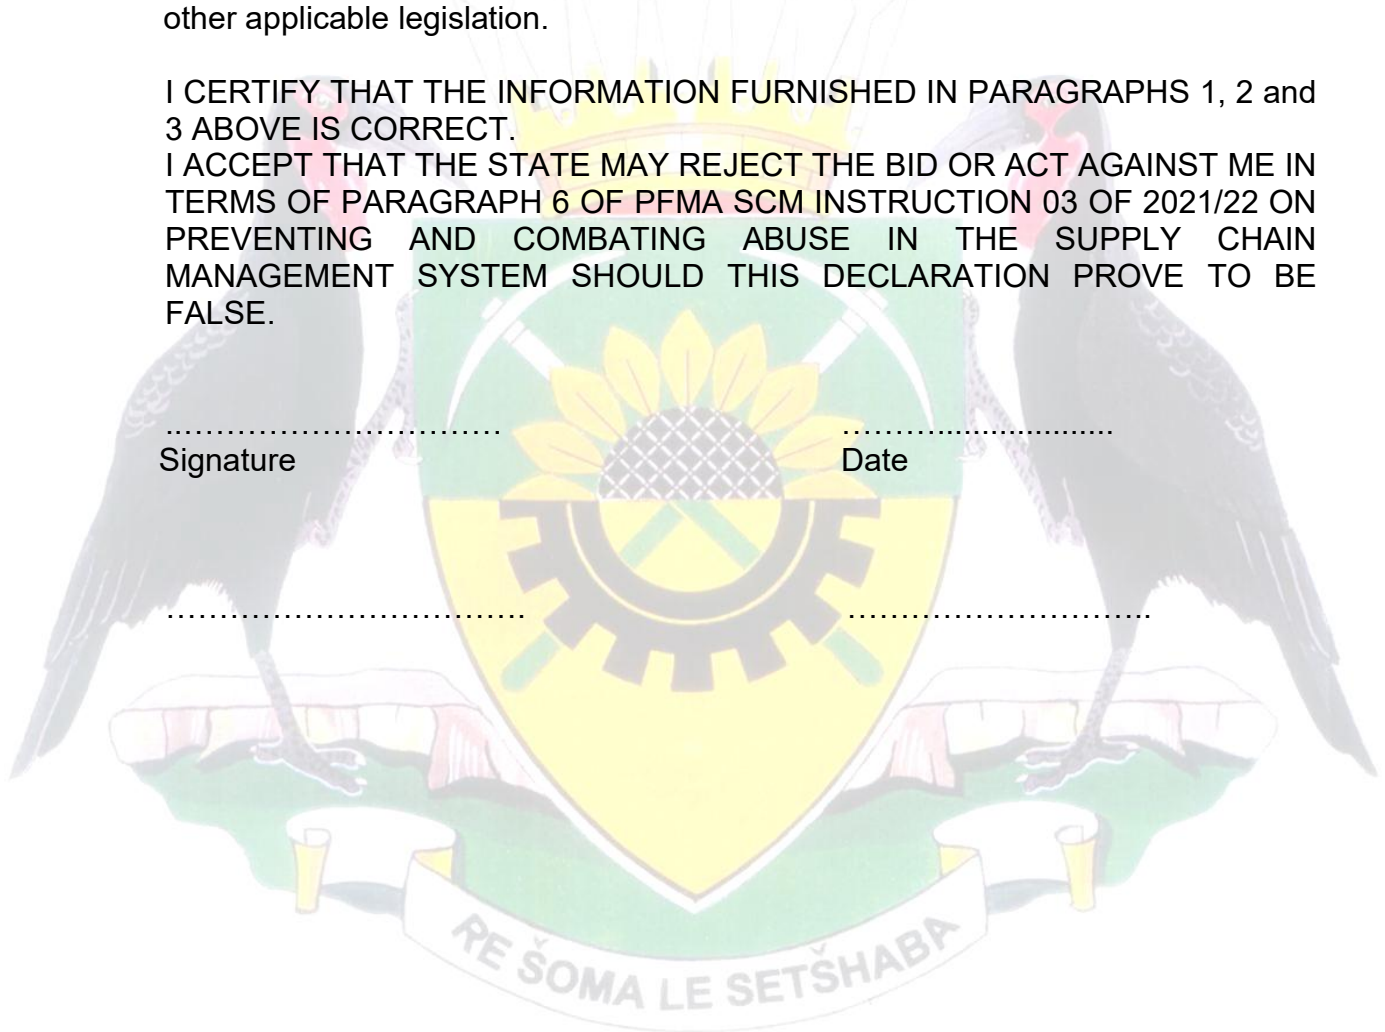 other applicable legislation.
I CERTIFY THAT THE INFORMATION FURNISHED IN PARAGRAPHS 1, 2 and
3 ABOVE IS CORRECT.
I ACCEPT THAT THE STATE MAY REJECT THE BID OR ACT AGAINST ME IN
TERMS OF PARAGRAPH 6 OF PFMA SCM INSTRUCTION 03 OF 2021/22 ON
PREVENTING AND COMBATING ABUSE IN THE SUPPLY CHAIN
MANAGEMENT SYSTEM SHOULD THIS DECLARATION PROVE TO BE
FALSE.
..……………….…………… ………......................
Signature Date
……………………………….. …………………………..
RE ŠOMA LE SETŠHABA